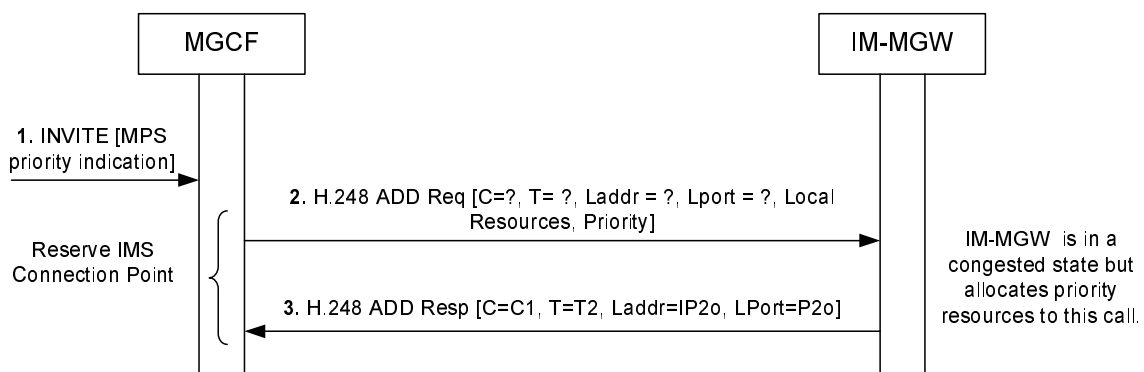 MGCF
IM-MGW
1. INVITE [MPS
priority indication]
2. H.248 ADD Req [C=?, T= ?, Laddr = ?, Lport = ?, Local
Resources, Priority]
Reserve IMS
Connection Point
IM-MGW is in a
congested state but
allocates priority
resources to this call.
3. H.248 ADD Resp [C=C1, T=T2, Laddr=IP2o, LPort=P2o]